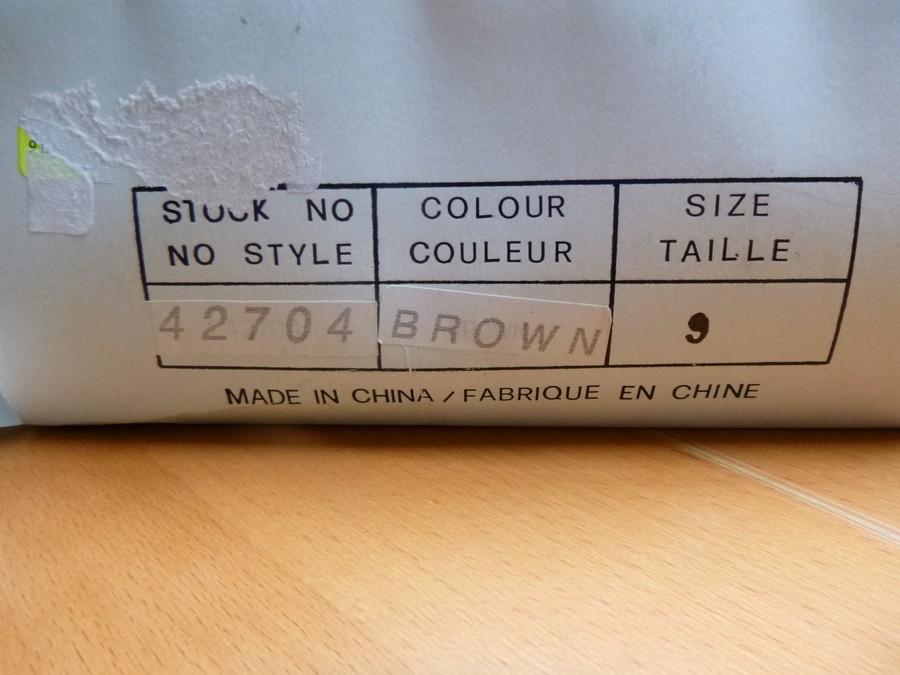 STOCK NO COLOUR SIZE
NO STYLE COULEUR TAILLE
42704 BROWN 9
MADE IN CHINA / FABRIQUE EN CHINE